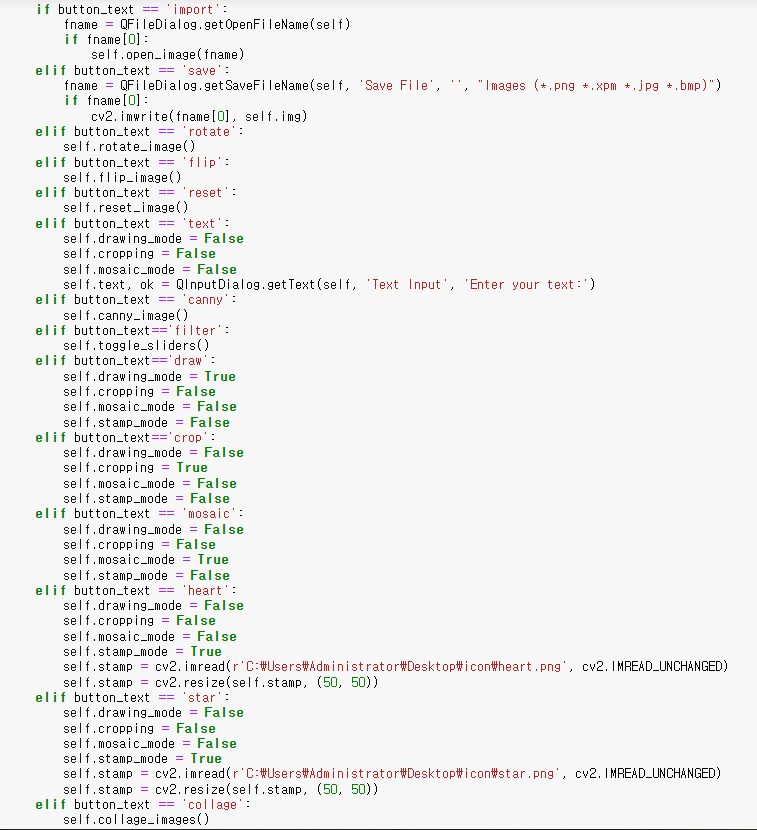 if button_text == 'import':
    fname = QFileDialog.getOpenFileName(self)
    if fname[0]:
        self.open_image(fname)
elif button_text == 'save':
    fname = QFileDialog.getSaveFileName(self, 'Save File', '', "Images (*.png *.xpm *.jpg *.bmp)")
    if fname[0]:
        cv2.imwrite(fname[0], self.img)
elif button_text == 'rotate':
    self.rotate_image()
elif button_text == 'flip':
    self.flip_image()
elif button_text == 'reset':
    self.reset_image()
elif button_text == 'text':
    self.drawing_mode = False
    self.cropping = False
    self.mosaic_mode = False
    self.text, ok = QInputDialog.getText(self, 'Text Input', 'Enter your text:')
elif button_text == 'canny':
    self.canny_image()
elif button_text=='filter':
    self.toggle_sliders()
elif button_text=='draw':
    self.drawing_mode = True
    self.cropping = False
    self.mosaic_mode = False
    self.stamp_mode = False
elif button_text=='crop':
    self.drawing_mode = False
    self.cropping = True
    self.mosaic_mode = False
    self.stamp_mode = False
elif button_text == 'mosaic':
    self.drawing_mode = False
    self.cropping = False
    self.mosaic_mode = True
    self.stamp_mode = False
elif button_text == 'heart':
    self.drawing_mode = False
    self.cropping = False
    self.mosaic_mode = False
    self.stamp_mode = True
    self.stamp = cv2.imread(r'C:₩Users₩Administrator₩Desktop₩icon₩heart.png', cv2.IMREAD_UNCHANGED)
    self.stamp = cv2.resize(self.stamp, (50, 50))
elif button_text == 'star':
    self.drawing_mode = False
    self.cropping = False
    self.mosaic_mode = False
    self.stamp_mode = True
    self.stamp = cv2.imread(r'C:₩Users₩Administrator₩Desktop₩icon₩star.png', cv2.IMREAD_UNCHANGED)
    self.stamp = cv2.resize(self.stamp, (50, 50))
elif button_text == 'collage':
    self.collage_images()